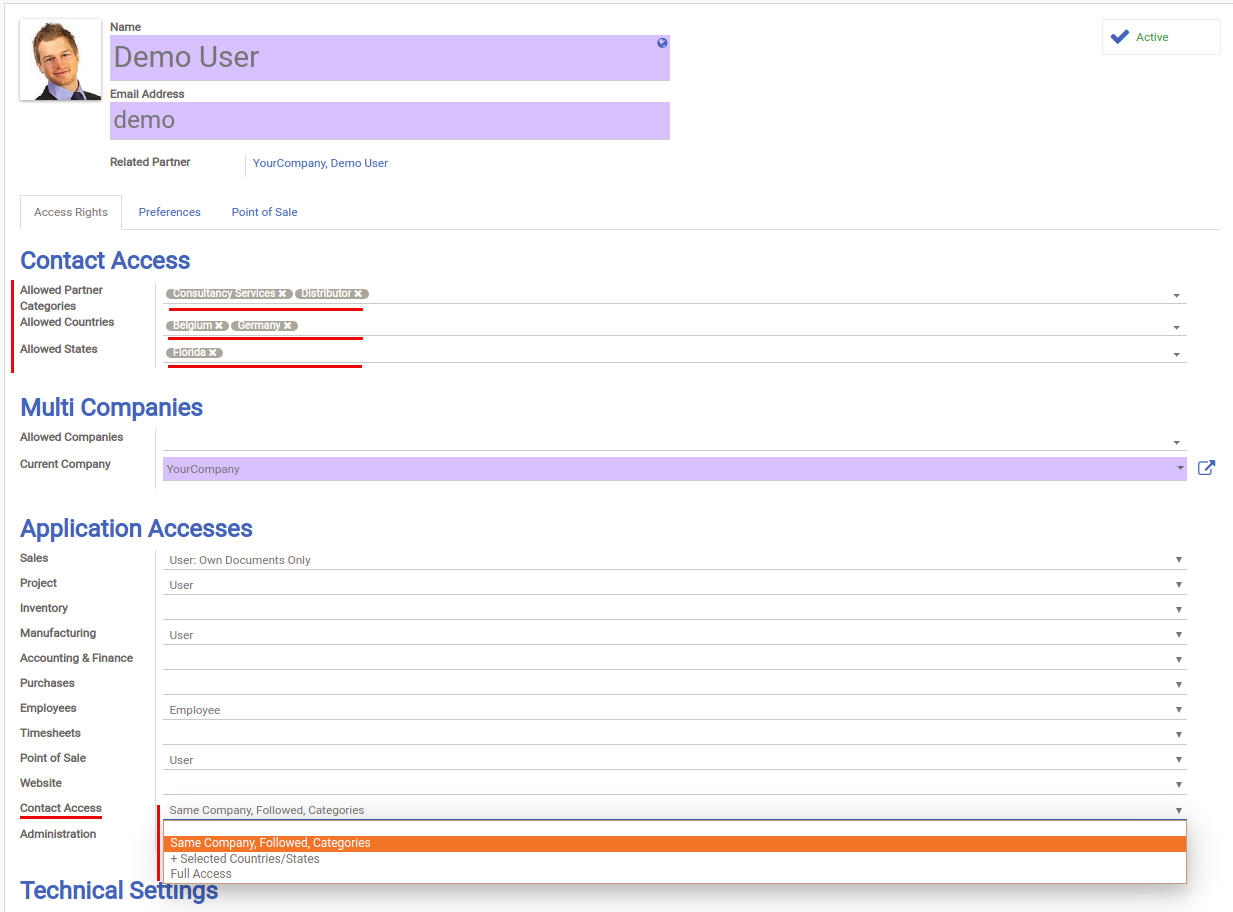 Name
Demo User
Active
Email Address
demo
Related Partner
YourCompany, Demo User
Access Rights Preferences Point of Sale
Contact Access
Allowed Partner
Categories
Consultancy Services Distributor
Allowed Countries
Belgium Germany
Allowed States
Florida
Multi Companies
Allowed Companies
Current Company
YourCompany
Application Accesses
Sales
User: Own Documents Only
Project
User
Inventory
Manufacturing
User
Accounting & Finance
Purchases
Employees
Employee
Timesheets
Point of Sale
User
Website
Contact Access
Same Company, Followed, Categories
Administration
Same Company, Followed, Categories
+ Selected Countries/States
Full Access
Technical Settings